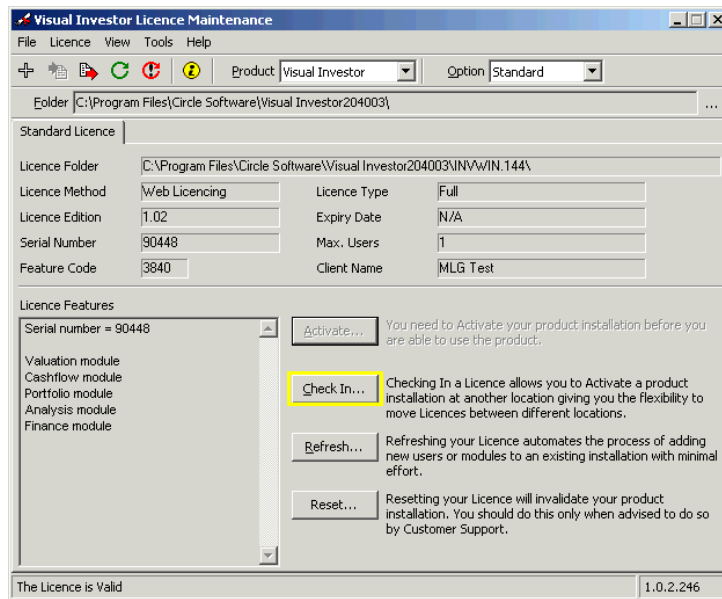 Visual Investor Licence Maintenance
File Licence View Tools Help
Product Visual Investor Option Standard
Folder C:\Program Files\Circle Software\Visual Investor204003\ ...
Standard Licence
Licence Folder C:\Program Files\Circle Software\Visual Investor204003\INVWIN.144\
Licence Method Web Licencing Licence Type Full
Licence Edition 1.02 Expiry Date N/A
Serial Number 90448 Max. Users 1
Feature Code 3840 Client Name MLG Test
Licence Features
Serial number = 90448
Valuation module
Cashflow module
Portfolio module
Analysis module
Finance module
Activate... You need to Activate your product installation before you
are able to use the product.
Check In... Checking In a Licence allows you to Activate a product
installation at another location giving you the flexibility to
move Licences between different locations.
Refresh... Refreshing your Licence automates the process of adding
new users or modules to an existing installation with minimal
effort.
Reset... Resetting your Licence will invalidate your product
installation. You should do this only when advised to do so
by Customer Support.
The Licence is Valid 1.0.2.246